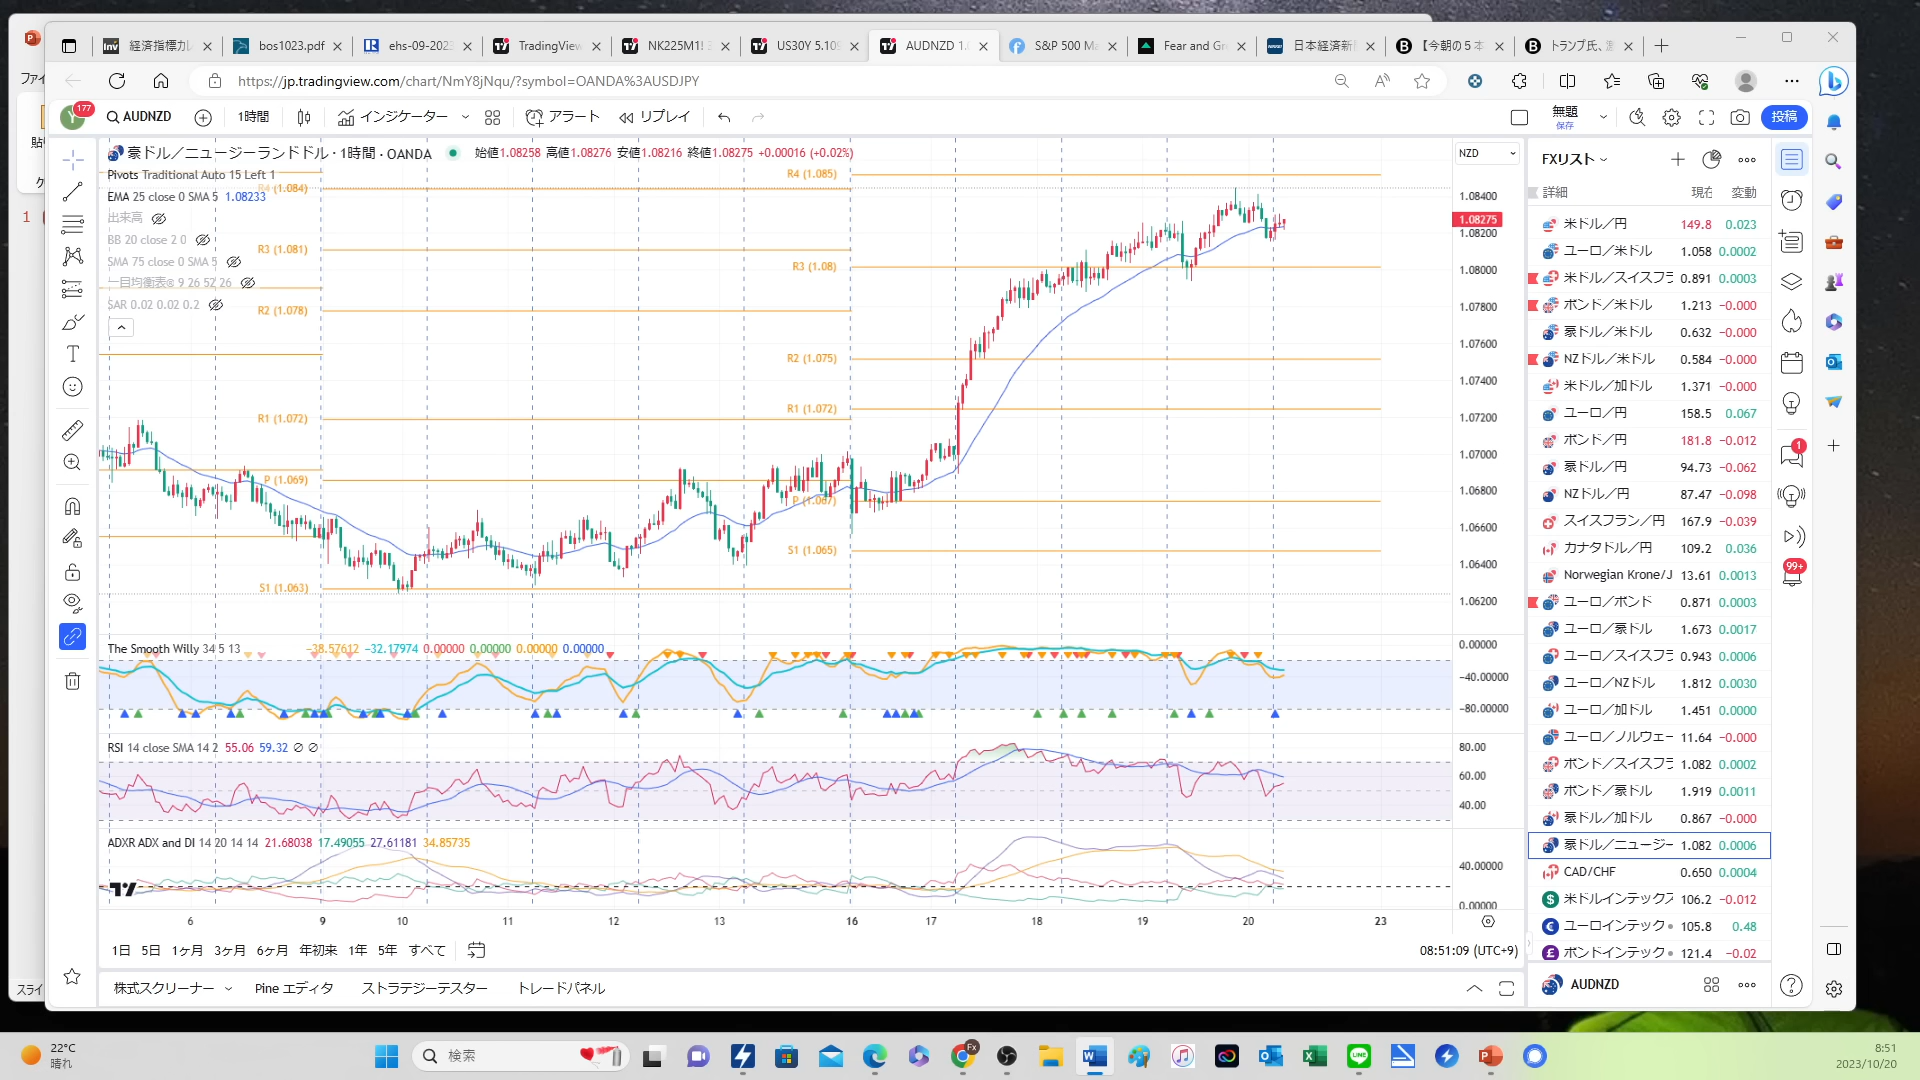 経済指標カレ
bos1023.pdf
ehs-09-2023
TradingView
NK225M1!
US30Y 5.10
AUDNZD 1.0
S&P 500 Ma
Fear and Gr
日本経済新
【今朝の5本
トランプ氏、
https://jp.tradingview.com/chart/NmY8jNqu/?symbol=OANDA%3AUSDJPY
ファイ
177
AUDNZD
1時間
インジケーター
アラート
リプレイ
無題
保存
投稿
豪ドル／ニュージーランドドル · 1時間 · OANDA
始値1.08258 高値1.08276 安値1.08216 終値1.08275 +0.00016 (+0.02%)
Pivots Traditional Auto 15 Left 1
EMA 25 close 0 SMA 5 1.08233
出来高
BB 20 close 2 0
SMA 75 close 0 SMA 5
一目均衡表 9 26 52 26
SAR 0.02 0.02 0.2
R4 (1.084)
R3 (1.081)
R2 (1.078)
R1 (1.072)
P (1.069)
S1 (1.063)
R4 (1.085)
R3 (1.08)
R2 (1.075)
R1 (1.072)
P (1.067)
S1 (1.065)
NZD
1.08400
1.08275
1.08200
1.08000
1.07800
1.07600
1.07400
1.07200
1.07000
1.06800
1.06600
1.06400
1.06200
The Smooth Willy 34 5 13 −38.57612 −32.17974 0.00000 0.00000 0.00000 0.00000
0.00000
−40.00000
−80.00000
RSI 14 close SMA 14 2 55.06 59.32 ∅ ∅
80.00
60.00
40.00
ADXR ADX and DI 14 20 14 14 21.68038 17.49055 27.61181 34.85735
40.00000
0.00000
6 9 10 11 12 13 16 17 18 19 20 23
1日 5日 1ヶ月 3ヶ月 6ヶ月 年初来 1年 5年 すべて
08:51:09 (UTC+9)
株式スクリーナー Pine エディタ ストラテジーテスター トレードパネル
FXリスト
詳細 現在 変動
米ドル／円 149.8 0.023
ユーロ／米ドル 1.058 0.0002
米ドル／スイスフラ 0.891 0.0003
ポンド／米ドル 1.213 −0.000
豪ドル／米ドル 0.632 −0.000
NZドル／米ドル 0.584 −0.000
米ドル／加ドル 1.371 −0.000
ユーロ／円 158.5 0.067
ポンド／円 181.8 −0.012
豪ドル／円 94.73 −0.062
NZドル／円 87.47 −0.098
スイスフラン／円 167.9 −0.039
カナダドル／円 109.2 0.036
Norwegian Krone/J 13.61 0.0013
ユーロ／ポンド 0.871 0.0003
ユーロ／豪ドル 1.673 0.0017
ユーロ／スイスフラ 0.943 0.0006
ユーロ／NZドル 1.812 0.0030
ユーロ／加ドル 1.451 0.0000
ユーロ／ノルウェー 11.64 −0.000
ポンド／スイスフラ 1.082 0.0002
ポンド／豪ドル 1.919 0.0011
豪ドル／加ドル 0.867 −0.000
豪ドル／ニュージー 1.082 0.0006
CAD/CHF 0.650 0.0004
米ドルインデックス 106.2 −0.012
ユーロインデック 105.8 0.48
ポンドインデック 121.4 −0.02
AUDNZD
1
99+
1
スライ
22°C
晴れ
検索
8:51
2023/10/20